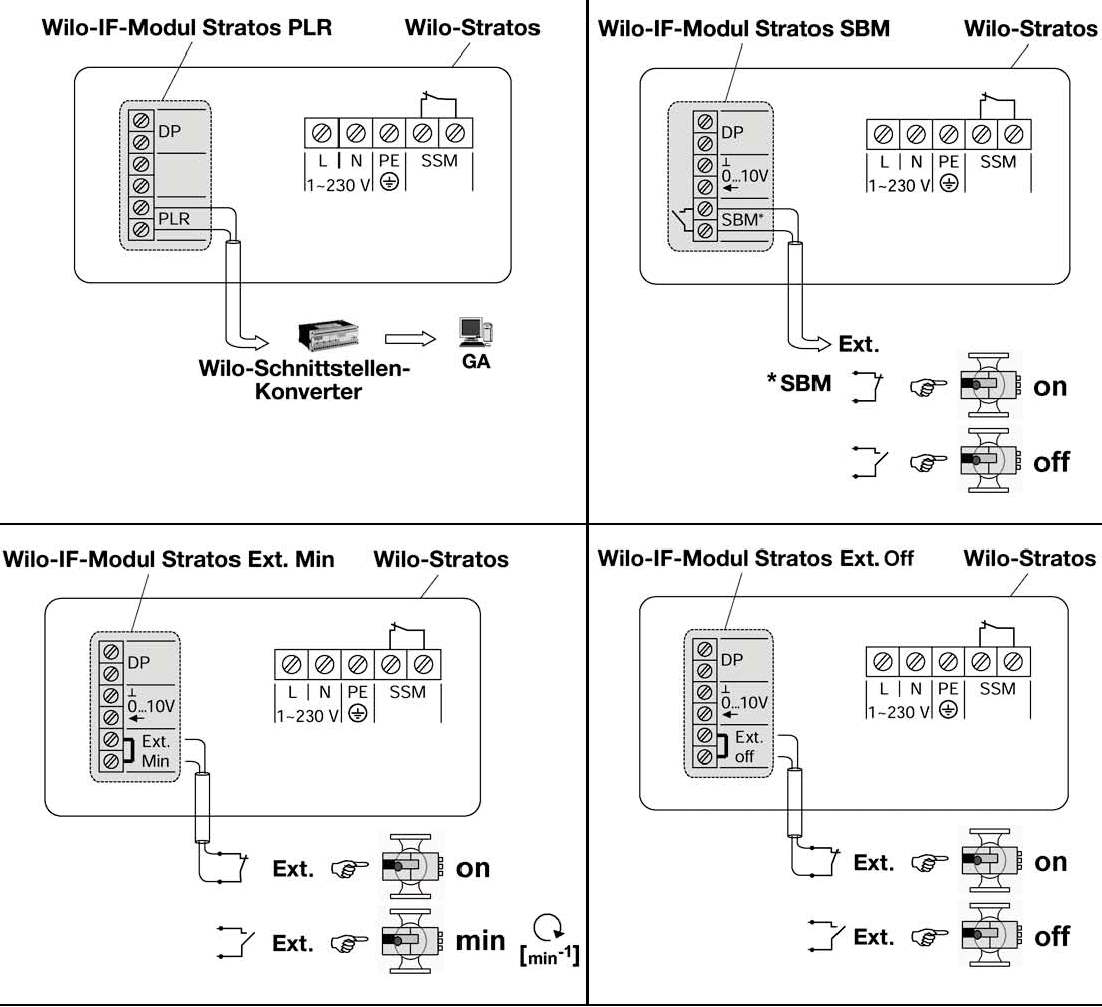 Wilo-IF-Modul Stratos PLR
Wilo-Stratos
DP
PLR
L N PE SSM
1~230 V
Wilo-Schnittstellen-
Konverter
GA
Wilo-IF-Modul Stratos SBM
Wilo-Stratos
DP
⊥
0...10V
SBM*
L N PE SSM
1~230 V
Ext.
*SBM
on
off
Wilo-IF-Modul Stratos Ext. Min
Wilo-Stratos
DP
⊥
0...10V
Ext.
Min
L N PE SSM
1~230 V
Ext. on
Ext. min
[min-1]
Wilo-IF-Modul Stratos Ext. Off
Wilo-Stratos
DP
⊥
0...10V
Ext.
off
L N PE SSM
1~230 V
Ext. on
Ext. off